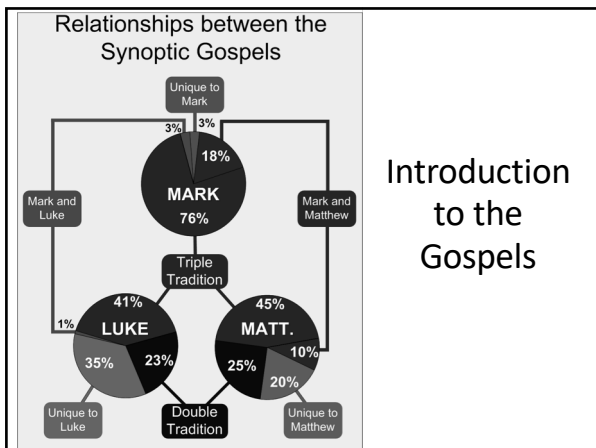 Relationships between the
Synoptic Gospels
Unique to
Mark
3%
3%
18%
MARK
76%
Mark and
Luke
Mark and
Matthew
Triple
Tradition
41%
45%
1%
LUKE
MATT.
10%
35%
23%
25%
20%
Unique to
Luke
Double
Tradition
Unique to
Matthew
Introduction
to the
Gospels